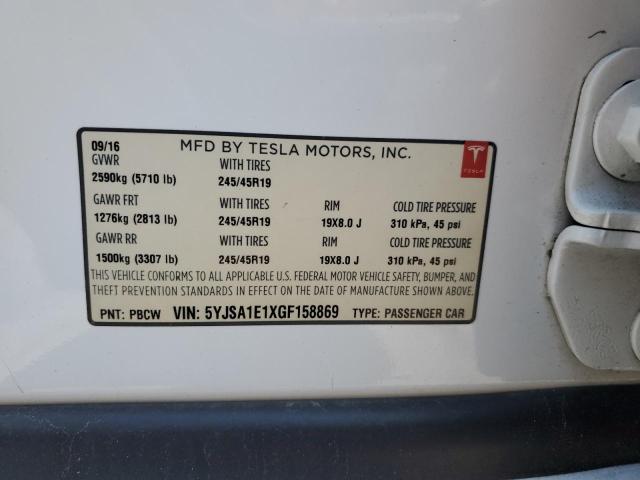 09/16 MFD BY TESLA MOTORS, INC.
GVWR WITH TIRES
2590kg (5710 lb) 245/45R19
TESLA
GAWR FRT WITH TIRES RIM COLD TIRE PRESSURE
1276kg (2813 lb) 245/45R19 19X8.0 J 310 kPa, 45 psi
GAWR RR WITH TIRES RIM COLD TIRE PRESSURE
1500kg (3307 lb) 245/45R19 19X8.0 J 310 kPa, 45 psi
THIS VEHICLE CONFORMS TO ALL APPLICABLE U.S. FEDERAL MOTOR VEHICLE SAFETY, BUMPER, AND
THEFT PREVENTION STANDARDS IN EFFECT ON THE DATE OF MANUFACTURE SHOWN ABOVE.
PNT: PBCW VIN: 5YJSA1E1XGF158869 TYPE: PASSENGER CAR